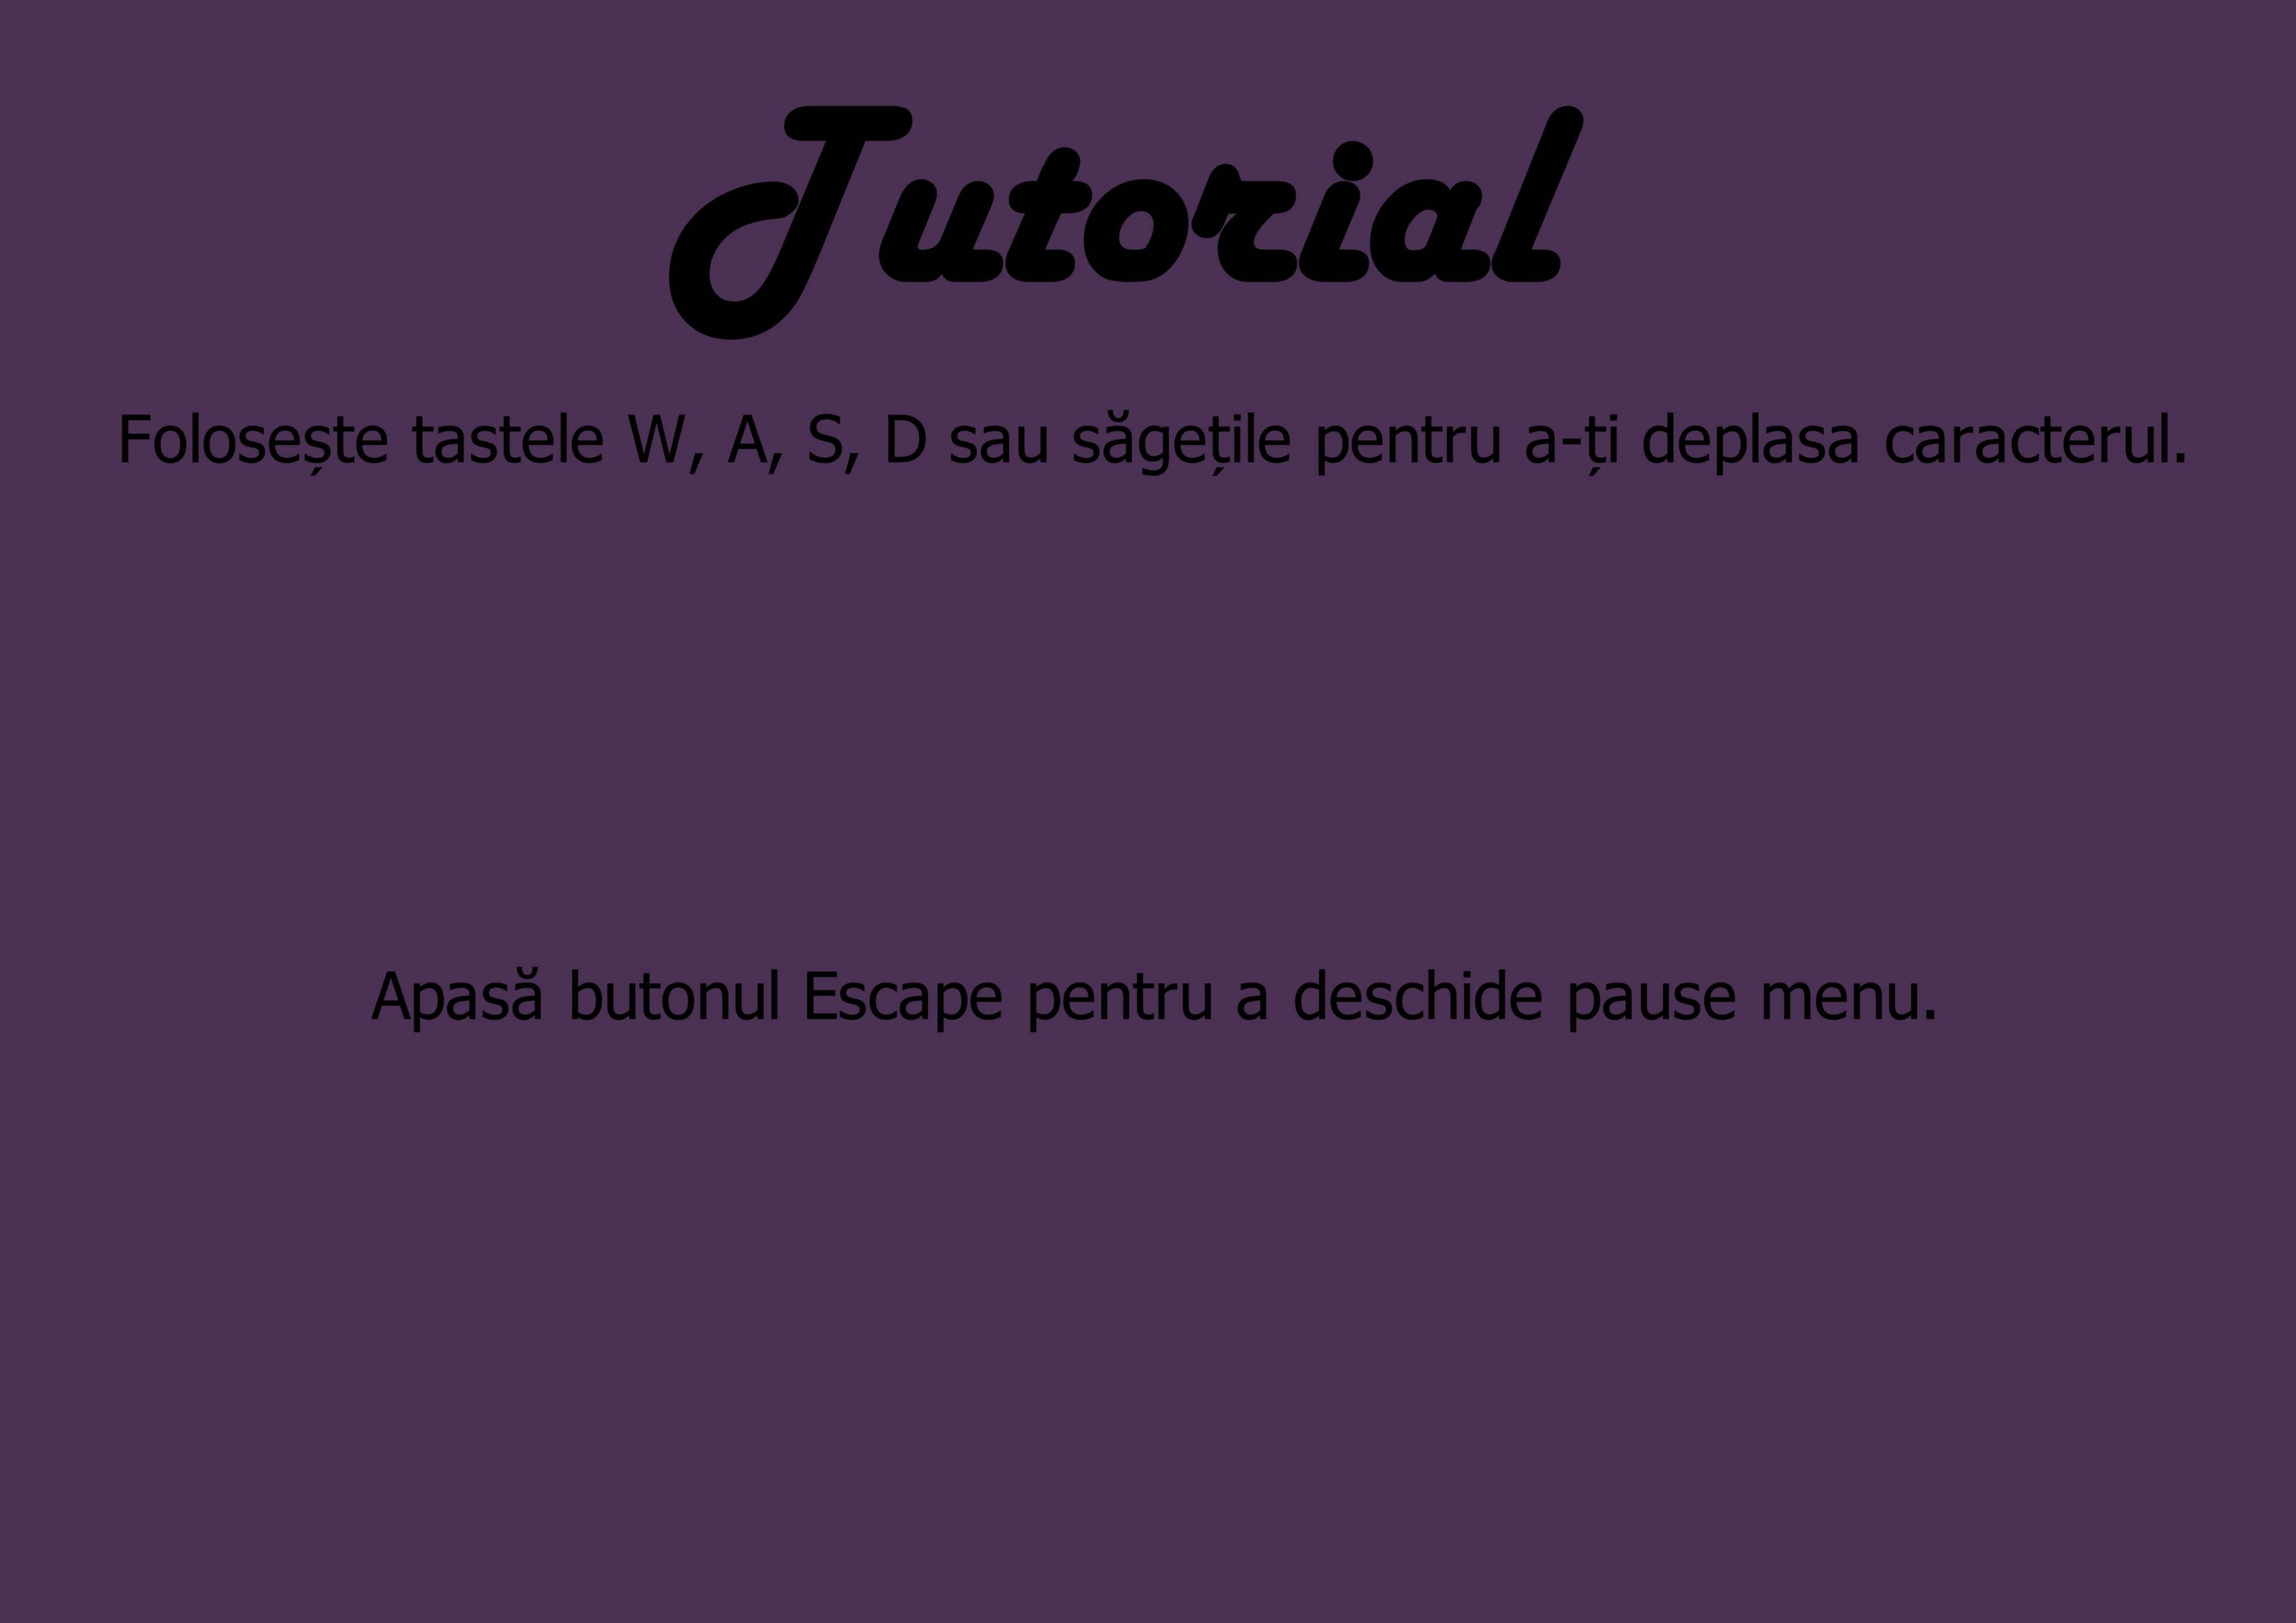 Tutorial
Folosește tastele W, A, S, D sau săgețile pentru a-ți deplasa caracterul.
Apasă butonul Escape pentru a deschide pause menu.